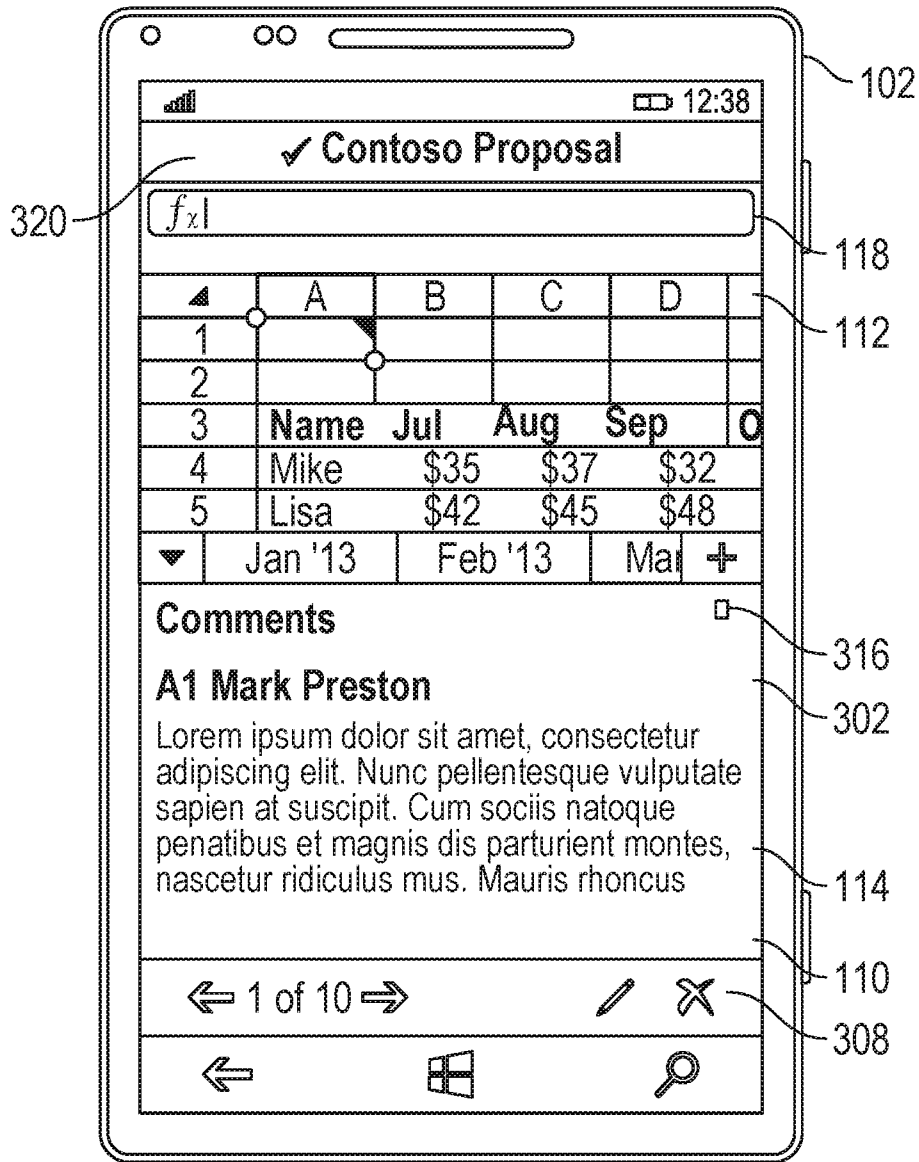 12:38
102
✓ Contoso Proposal
320
fx
118
A B C D
112
1
2
3 Name Jul Aug Sep O
4 Mike $35 $37 $32
5 Lisa $42 $45 $48
Jan '13 Feb '13 Mar +
Comments
316
A1 Mark Preston
302
Lorem ipsum dolor sit amet, consectetur
adipiscing elit. Nunc pellentesque vulputate
sapien at suscipit. Cum sociis natoque
penatibus et magnis dis parturient montes,
114
nascetur ridiculus mus. Mauris rhoncus
110
1 of 10
308